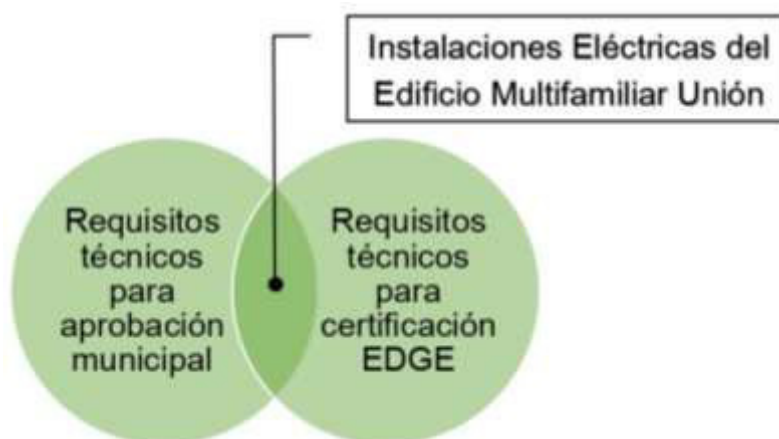 Instalaciones Eléctricas del
Edificio Multifamiliar Unión
Requisitos
técnicos
para
aprobación
municipal
Requisitos
técnicos
para
certificación
EDGE